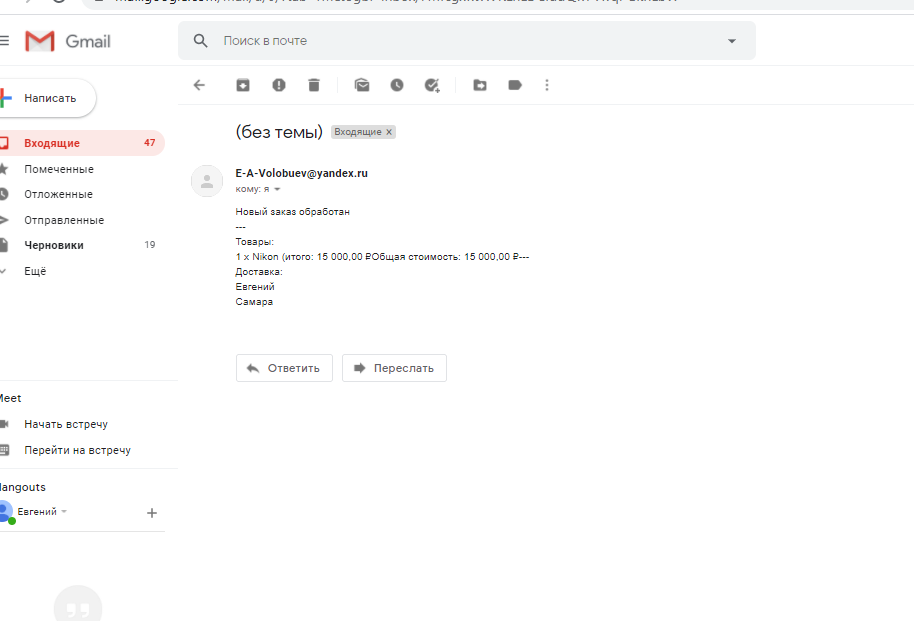 Gmail
Поиск в почте
Написать
Входящие 47
Помеченные
Отложенные
Отправленные
Черновики 19
Ещё
(без темы) Входящие x
E-A-Volobuev@yandex.ru
кому: я
Новый заказ обработан
---
Товары:
1 x Nikon (итого: 15 000,00 ₽Общая стоимость: 15 000,00 ₽---
Доставка:
Евгений
Самара
Ответить
Переслать
Meet
Начать встречу
Перейти на встречу
Hangouts
Евгений